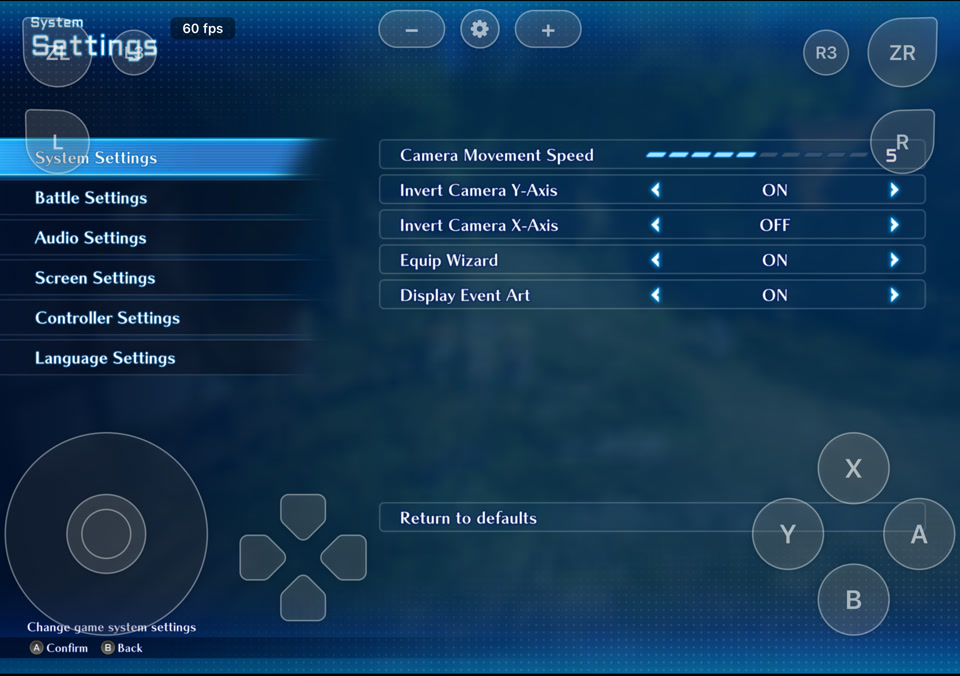 System
Settings
60 fps
−
+
ZL
L3
R3
ZR
L
R
System Settings
Battle Settings
Audio Settings
Screen Settings
Controller Settings
Language Settings
Camera Movement Speed 5
Invert Camera Y-Axis ON
Invert Camera X-Axis OFF
Equip Wizard ON
Display Event Art ON
Return to defaults
X
Y
A
B
Change game system settings
A Confirm B Back